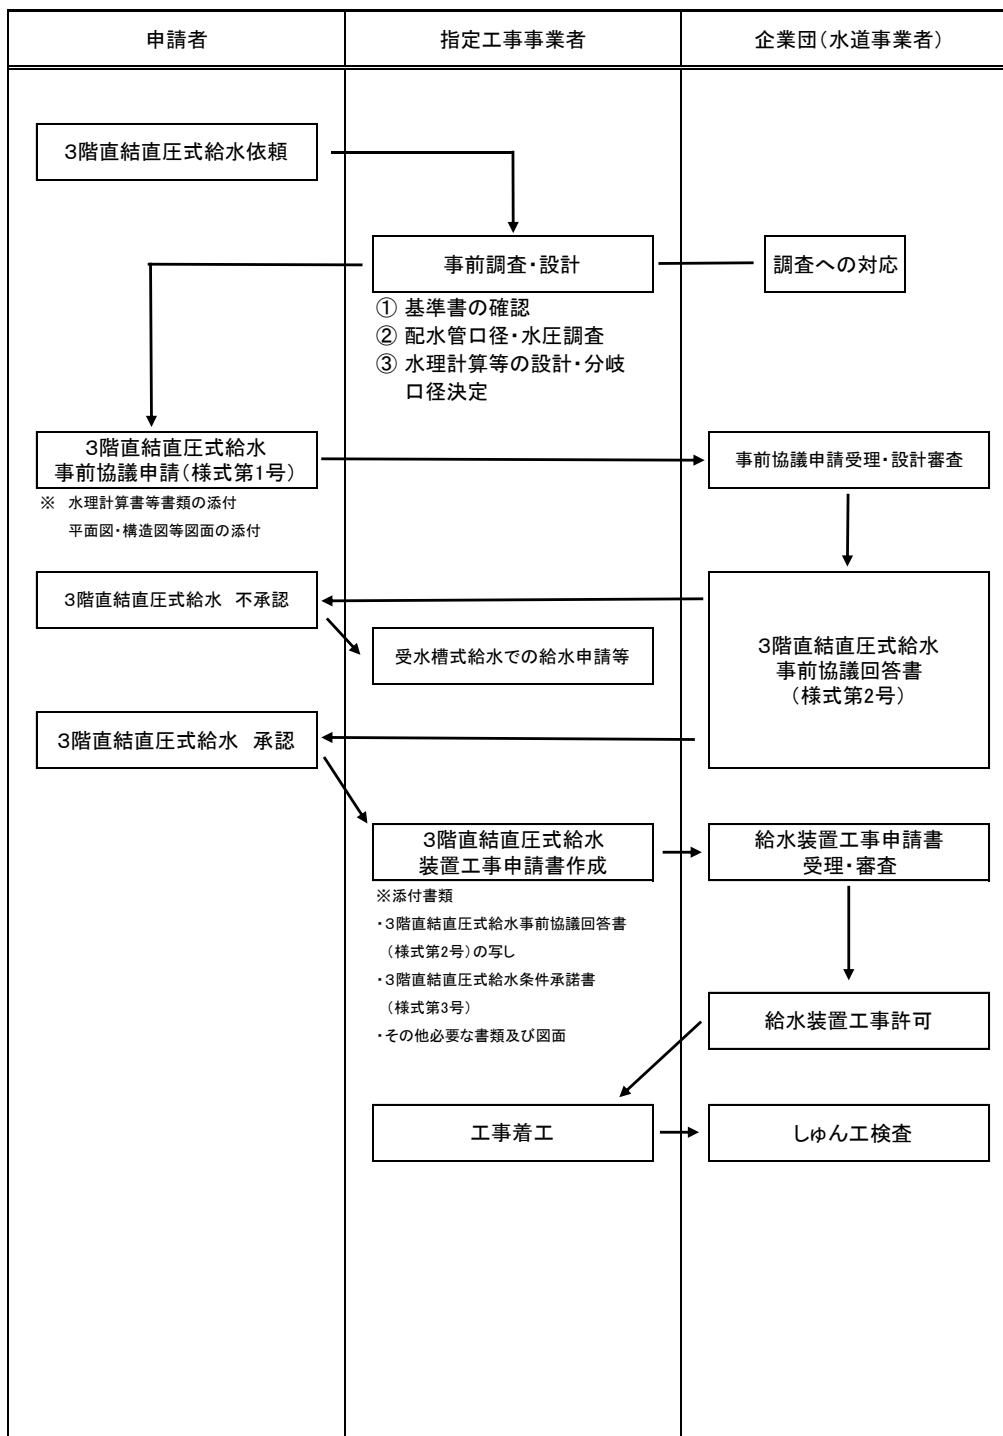 申請者
指定工事事業者
企業団(水道事業者)
3階直結直圧式給水依頼
事前調査・設計
調査への対応
① 基準書の確認
② 配水管口径・水圧調査
③ 水理計算等の設計・分岐
口径決定
3階直結直圧式給水
事前協議申請(様式第1号)
事前協議申請受理・設計審査
※ 水理計算書等書類の添付
平面図・構造図等図面の添付
3階直結直圧式給水 不承認
受水槽式給水での給水申請等
3階直結直圧式給水
事前協議回答書
(様式第2号)
3階直結直圧式給水 承認
3階直結直圧式給水
装置工事申請書作成
給水装置工事申請書
受理・審査
※添付書類
・3階直結直圧式給水事前協議回答書
(様式第2号)の写し
・3階直結直圧式給水条件承諾書
(様式第3号)
・その他必要な書類及び図面
給水装置工事許可
工事着工
しゅん工検査